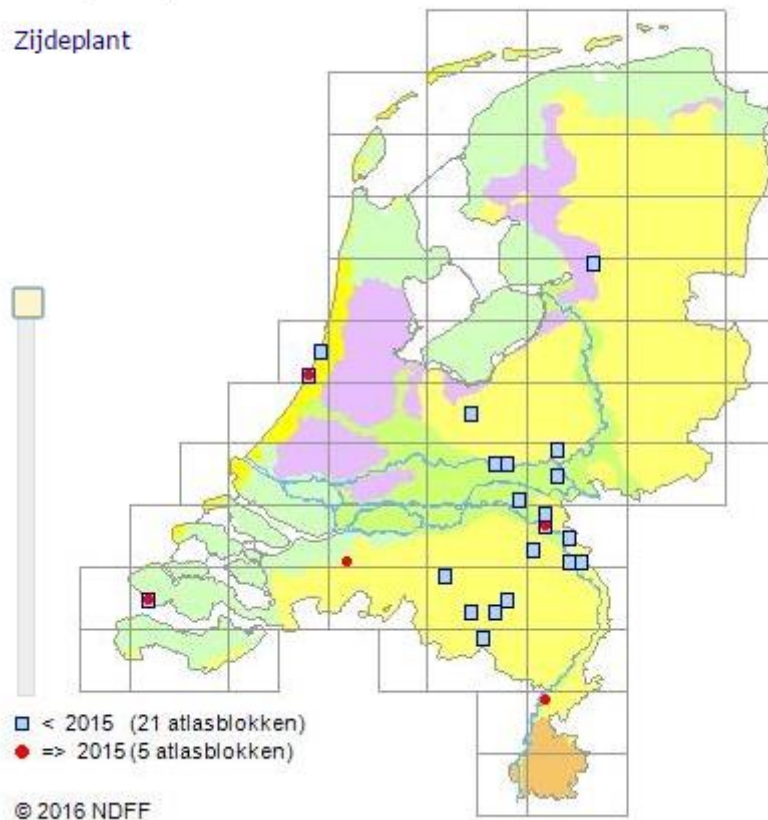 Zijdeplant
< 2015 (21 atlasblokken)
=> 2015 (5 atlasblokken)
© 2016 NDFF